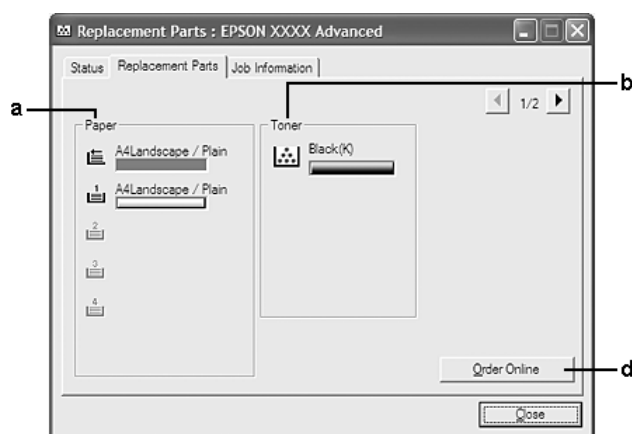 Replacement Parts : EPSON XXXX Advanced
Status Replacement Parts Job Information
b
1/2
a
Paper
Toner
A4Landscape / Plain
Black(K)
1
A4Landscape / Plain
2
3
4
Order Online
d
Close